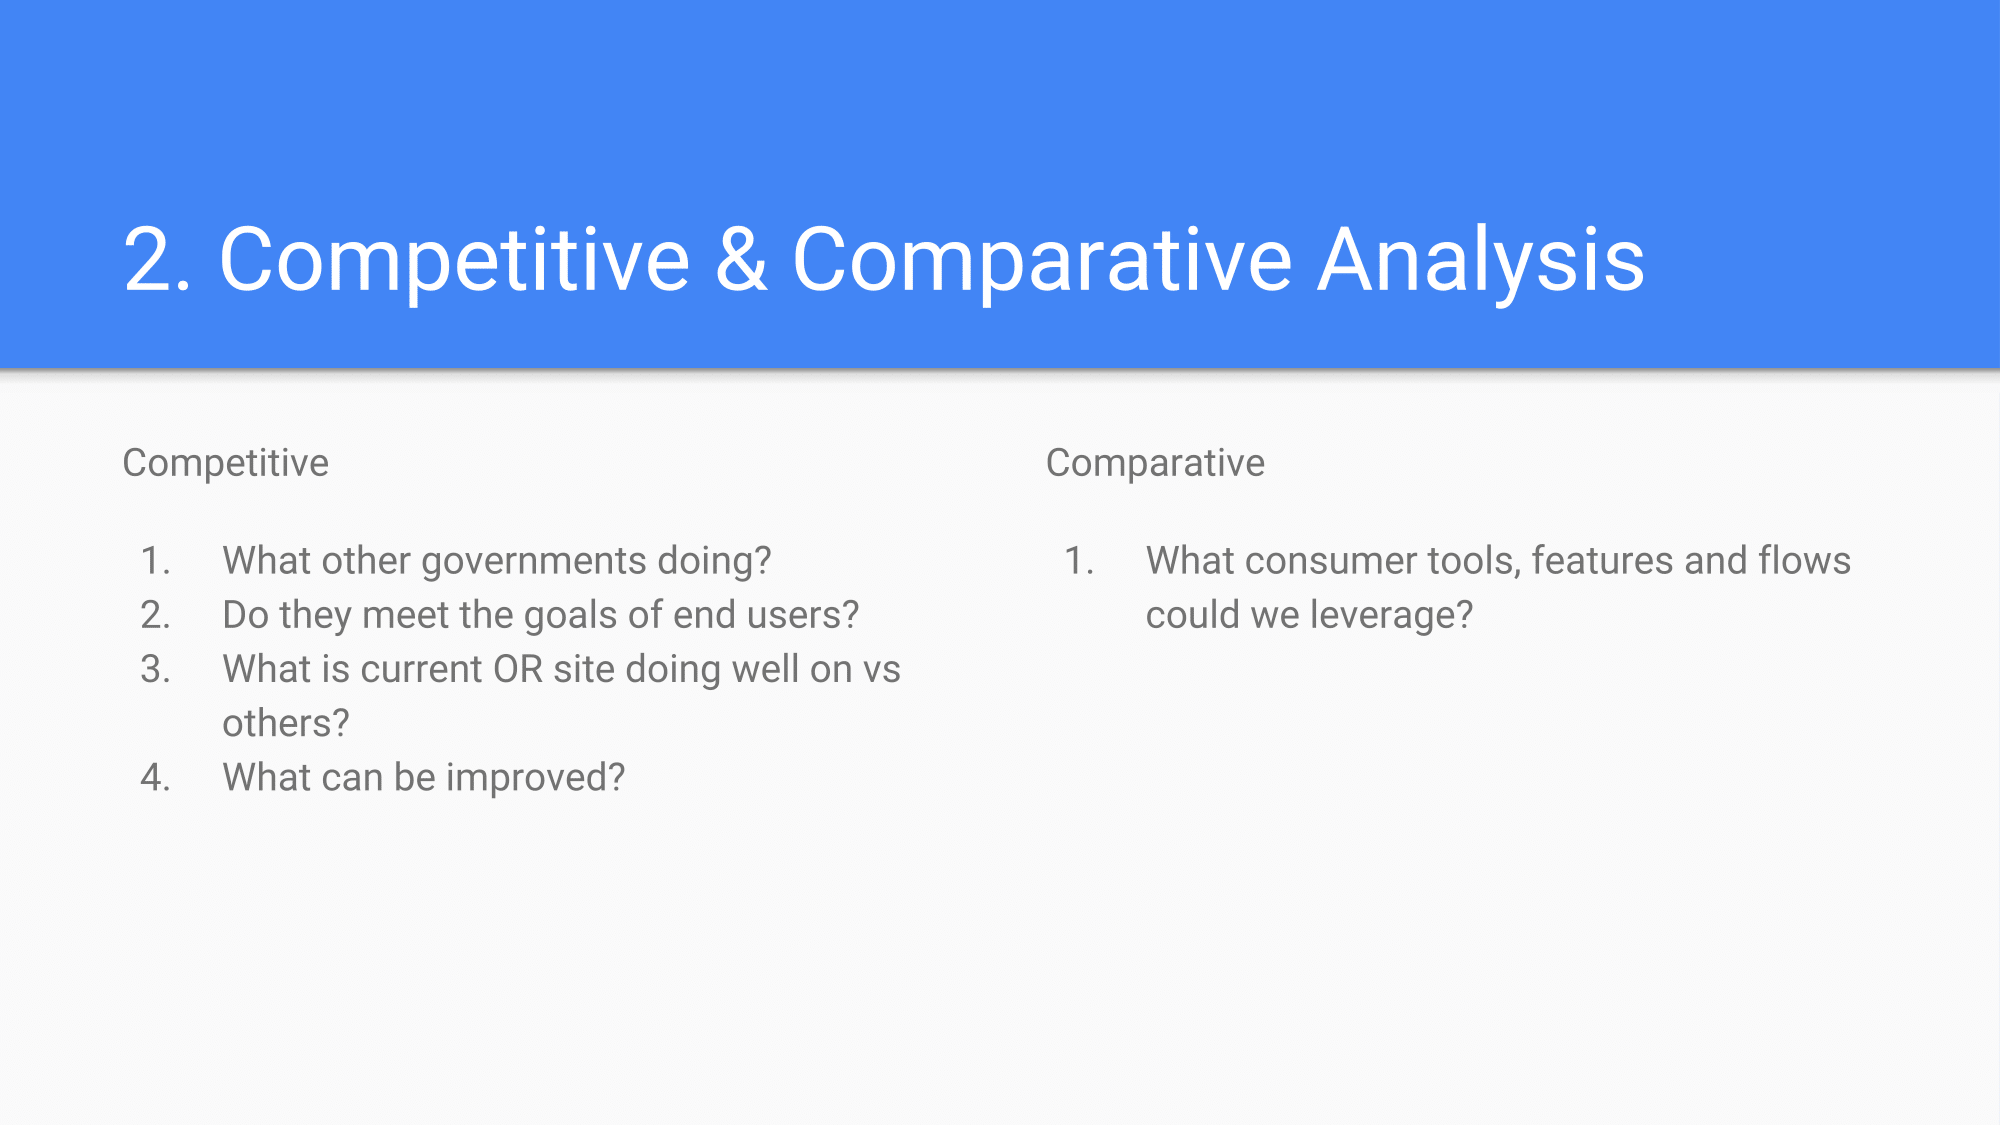 2. Competitive & Comparative Analysis
Competitive
1. What other governments doing?
2. Do they meet the goals of end users?
3. What is current OR site doing well on vs
others?
4. What can be improved?
Comparative
1. What consumer tools, features and flows
could we leverage?